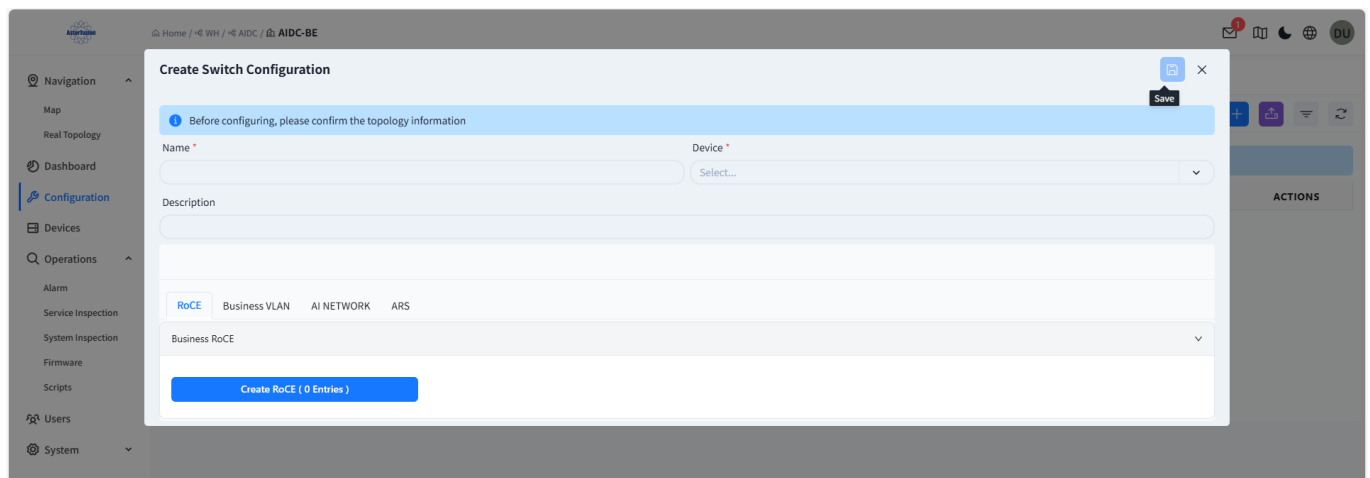 Asterfusion
Home / WH / AIDC / AIDC-BE
1
DU
Navigation
Map
Real Topology
Dashboard
Configuration
Devices
Operations
Alarm
Service Inspection
System Inspection
Firmware
Scripts
Users
System
Create Switch Configuration
Save
Before configuring, please confirm the topology information
Name *
Device *
Select...
Description
RoCE Business VLAN AI NETWORK ARS
Business RoCE
Create RoCE ( 0 Entries )
ACTIONS